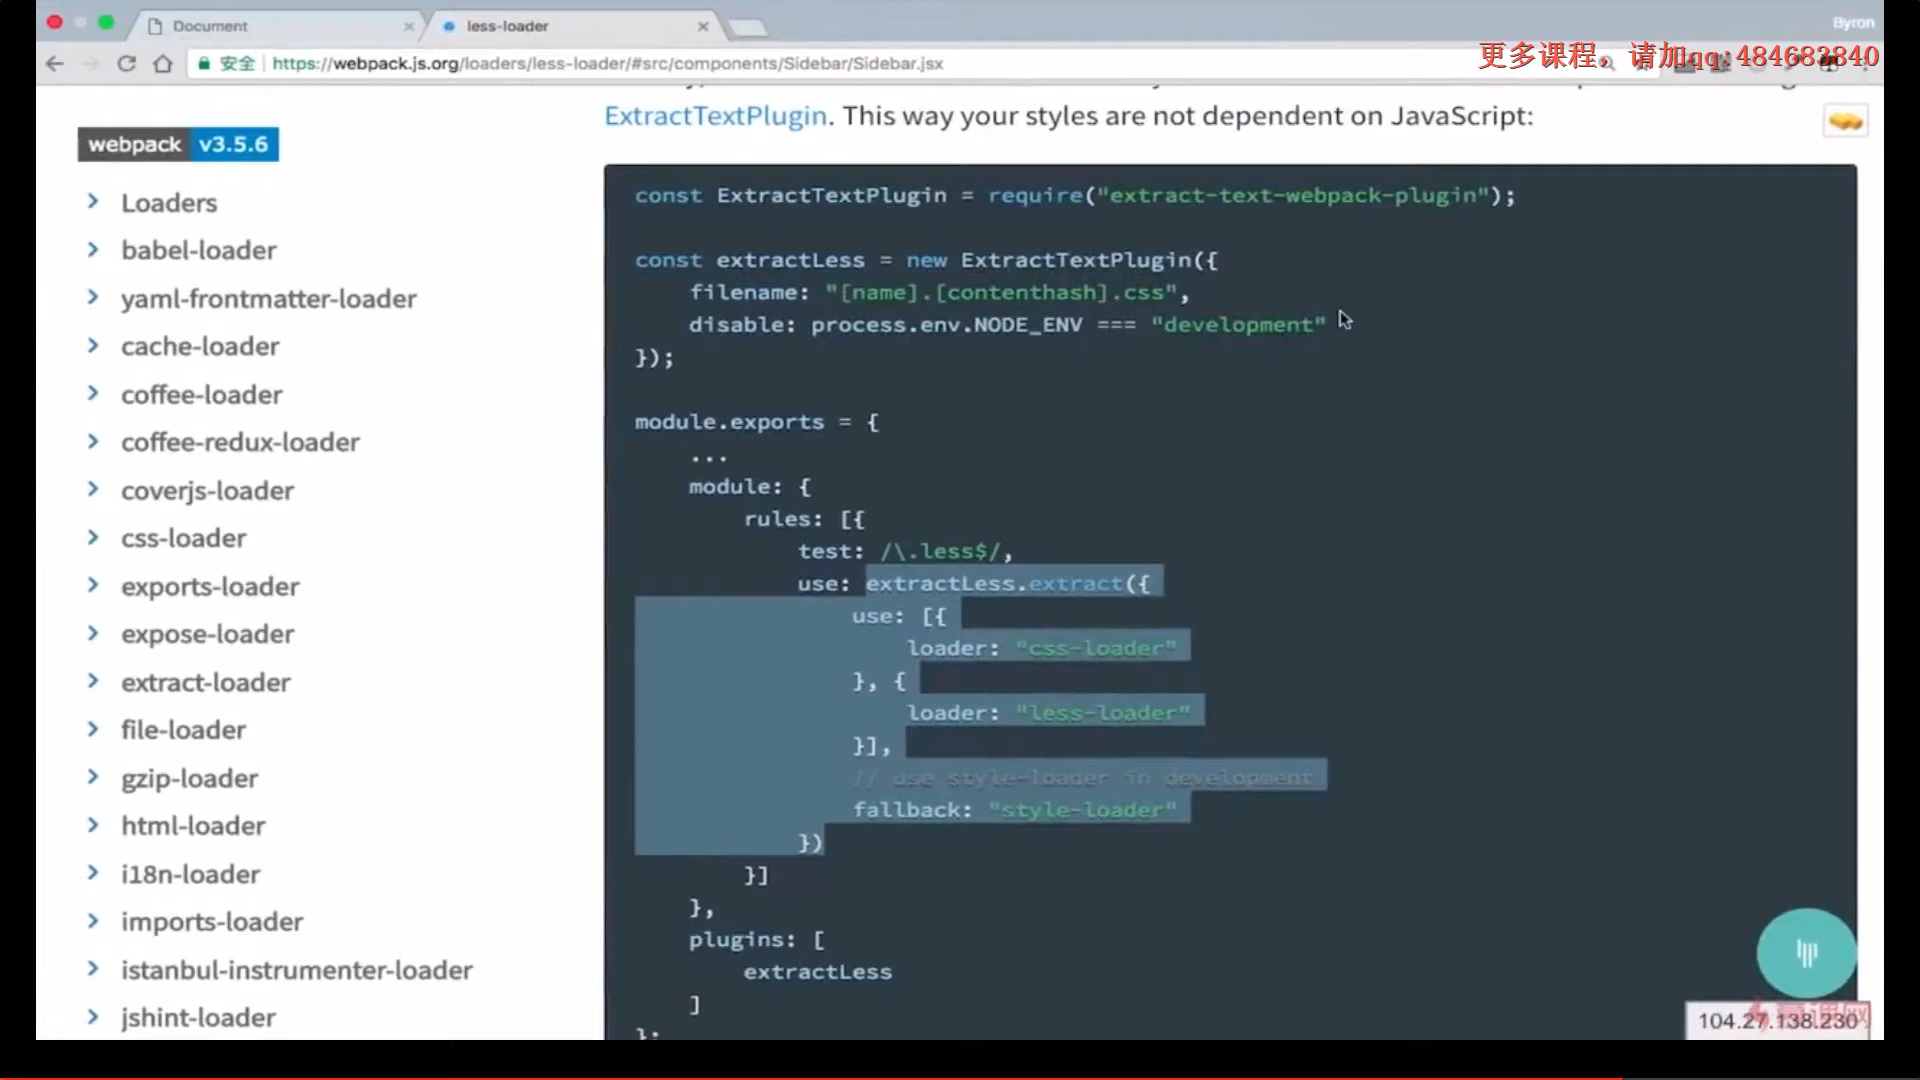 Document
less-loader
Byron
安全
https://webpack.js.org/loaders/less-loader/#src/components/Sidebar/Sidebar.jsx
更多课程，请加qq:484683840
webpack v3.5.6
Loaders
babel-loader
yaml-frontmatter-loader
cache-loader
coffee-loader
coffee-redux-loader
coverjs-loader
css-loader
exports-loader
expose-loader
extract-loader
file-loader
gzip-loader
html-loader
i18n-loader
imports-loader
istanbul-instrumenter-loader
jshint-loader
ExtractTextPlugin. This way your styles are not dependent on JavaScript:
const ExtractTextPlugin = require("extract-text-webpack-plugin");
const extractLess = new ExtractTextPlugin({
filename: "[name].[contenthash].css",
disable: process.env.NODE_ENV === "development"
});
module.exports = {
...
module: {
rules: [{
test: /\.less$/,
use: extractLess.extract({
use: [{
loader: "css-loader"
}, {
loader: "less-loader"
}],
// use style-loader in development
fallback: "style-loader"
})
}]
},
plugins: [
extractLess
]
};
104.27.138.230